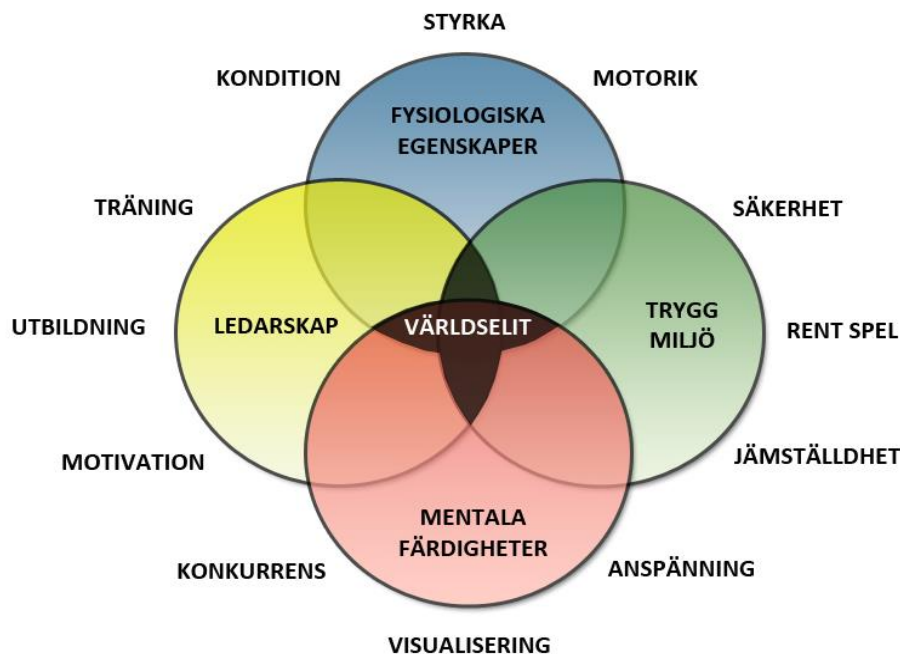 STYRKA
KONDITION
MOTORIK
FYSIOLOGISKA
EGENSKAPER
TRÄNING
SÄKERHET
UTBILDNING
LEDARSKAP
VÄRLDSELIT
TRYGG
MILJÖ
RENT SPEL
MOTIVATION
JÄMSTÄLLDHET
MENTALA
FÄRDIGHETER
KONKURRENS
ANSPÄNNING
VISUALISERING